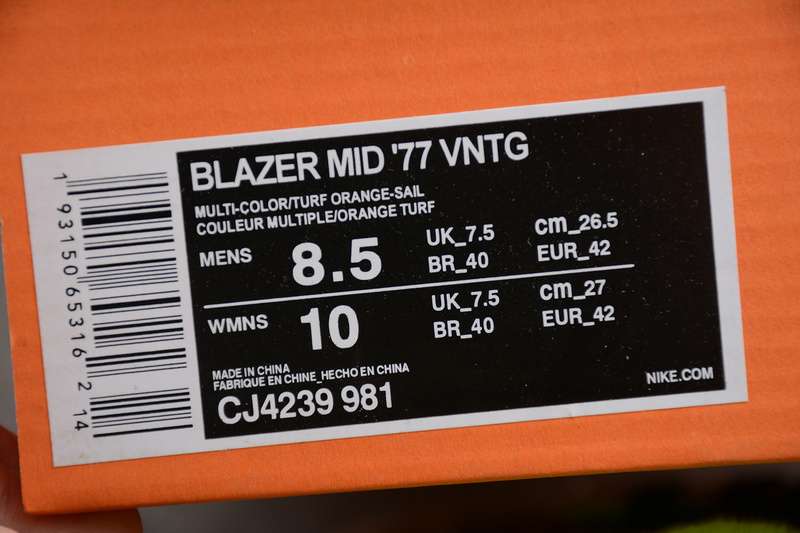 BLAZER MID '77 VNTG
MULTI-COLOR/TURF ORANGE-SAIL
COULEUR MULTIPLE/ORANGE TURF
MENS 8.5 UK_7.5 cm_26.5
BR_40 EUR_42
WMNS 10 UK_7.5 cm_27
BR_40 EUR_42
MADE IN CHINA
FABRIQUE EN CHINE_HECHO EN CHINA
CJ4239 981
NIKE.COM
1 93150 65316 2 14